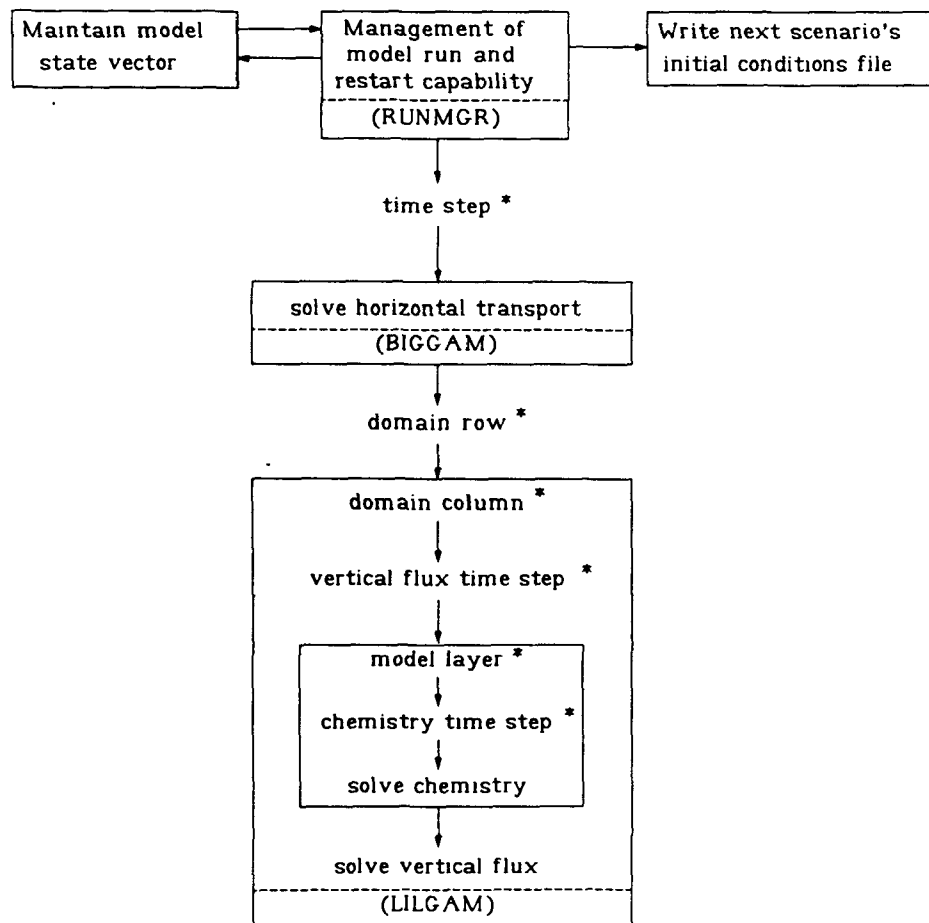 Maintain model
state vector
Management of
model run and
restart capability
(RUNMGR)
Write next scenario's
initial conditions file
time step *
solve horizontal transport
(BIGGAM)
domain row *
domain column *
vertical flux time step *
model layer *
chemistry time step *
solve chemistry
solve vertical flux
(LILGAM)